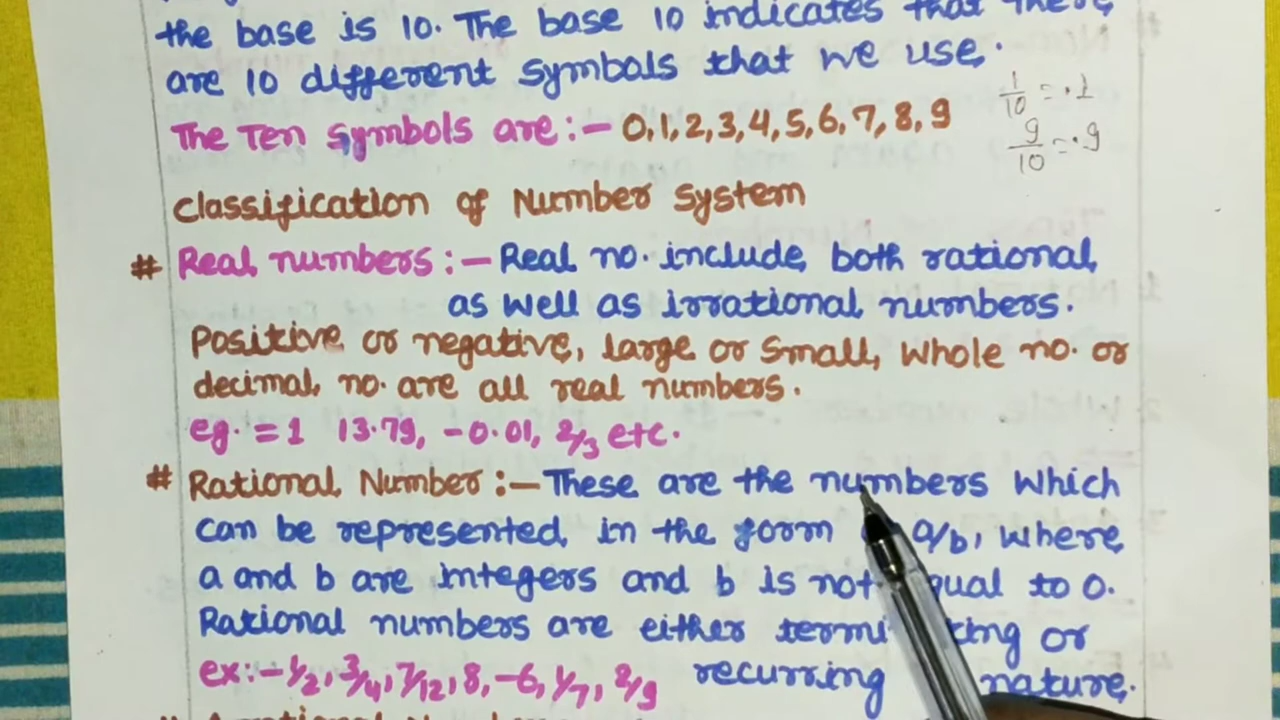 the base is 10. The base 10 indicates that there
are 10 different symbols that we use.
1/10 = .1
The Ten symbols are :- 0,1,2,3,4,5,6,7,8,9
9/10 = .9
Classification of Number System
# Real numbers :- Real no. include both rational
as well as irrational numbers.
Positive or negative, large or small, whole no. or
decimal no. are all real numbers.
eg. = 1 13.79, -0.01, 2/3 etc.
# Rational Number :- These are the numbers which
can be represented in the form a/b, where
a and b are integers and b is not qual to 0.
Rational numbers are either termi ting or
ex:- 1/2, 3/4, 7/12, 8, -6, 1/7, 2/9 recurring nature.